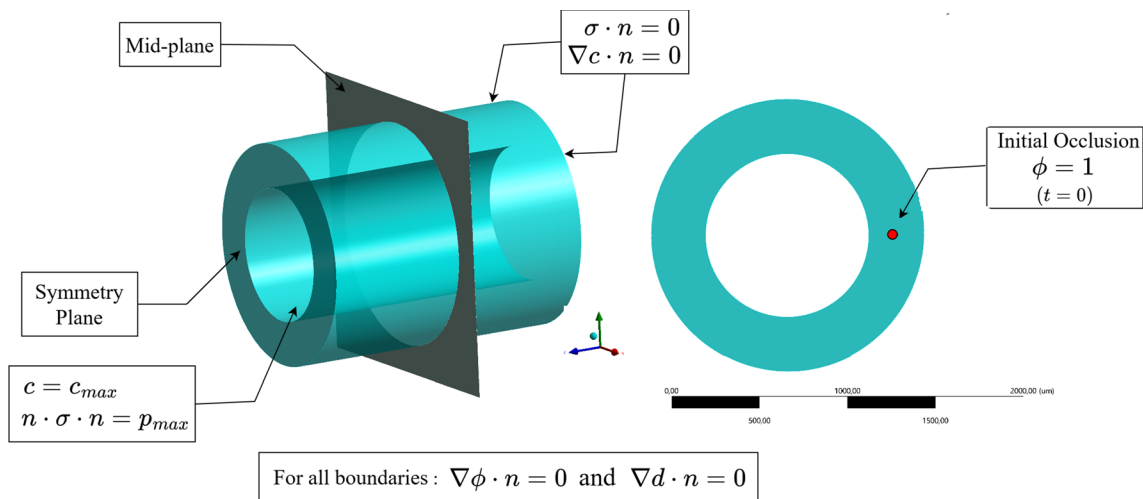 Mid-plane
σ · n = 0
∇c · n = 0
Initial Occlusion
ϕ = 1
(t = 0)
Symmetry
Plane
c = c_max
n · σ · n = p_max
0,00
1000,00
2000,00 (um)
500,00
1500,00
For all boundaries : ∇ϕ · n = 0 and ∇d · n = 0